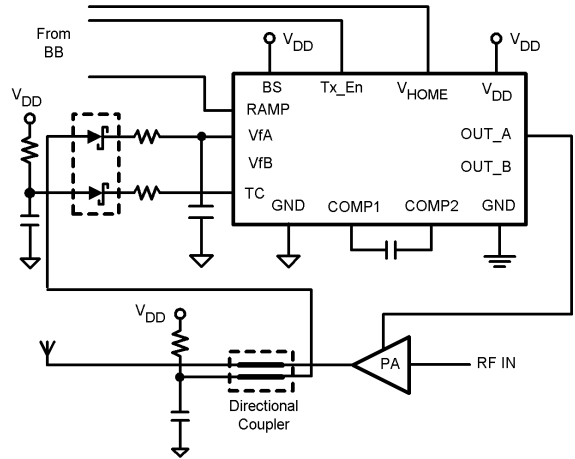 From
BB
VDD
VDD
BS
Tx_En
VHOME
VDD
VDD
RAMP
VfA
VfB
TC
OUT_A
OUT_B
GND
COMP1
COMP2
GND
VDD
PA
RF IN
Directional
Coupler